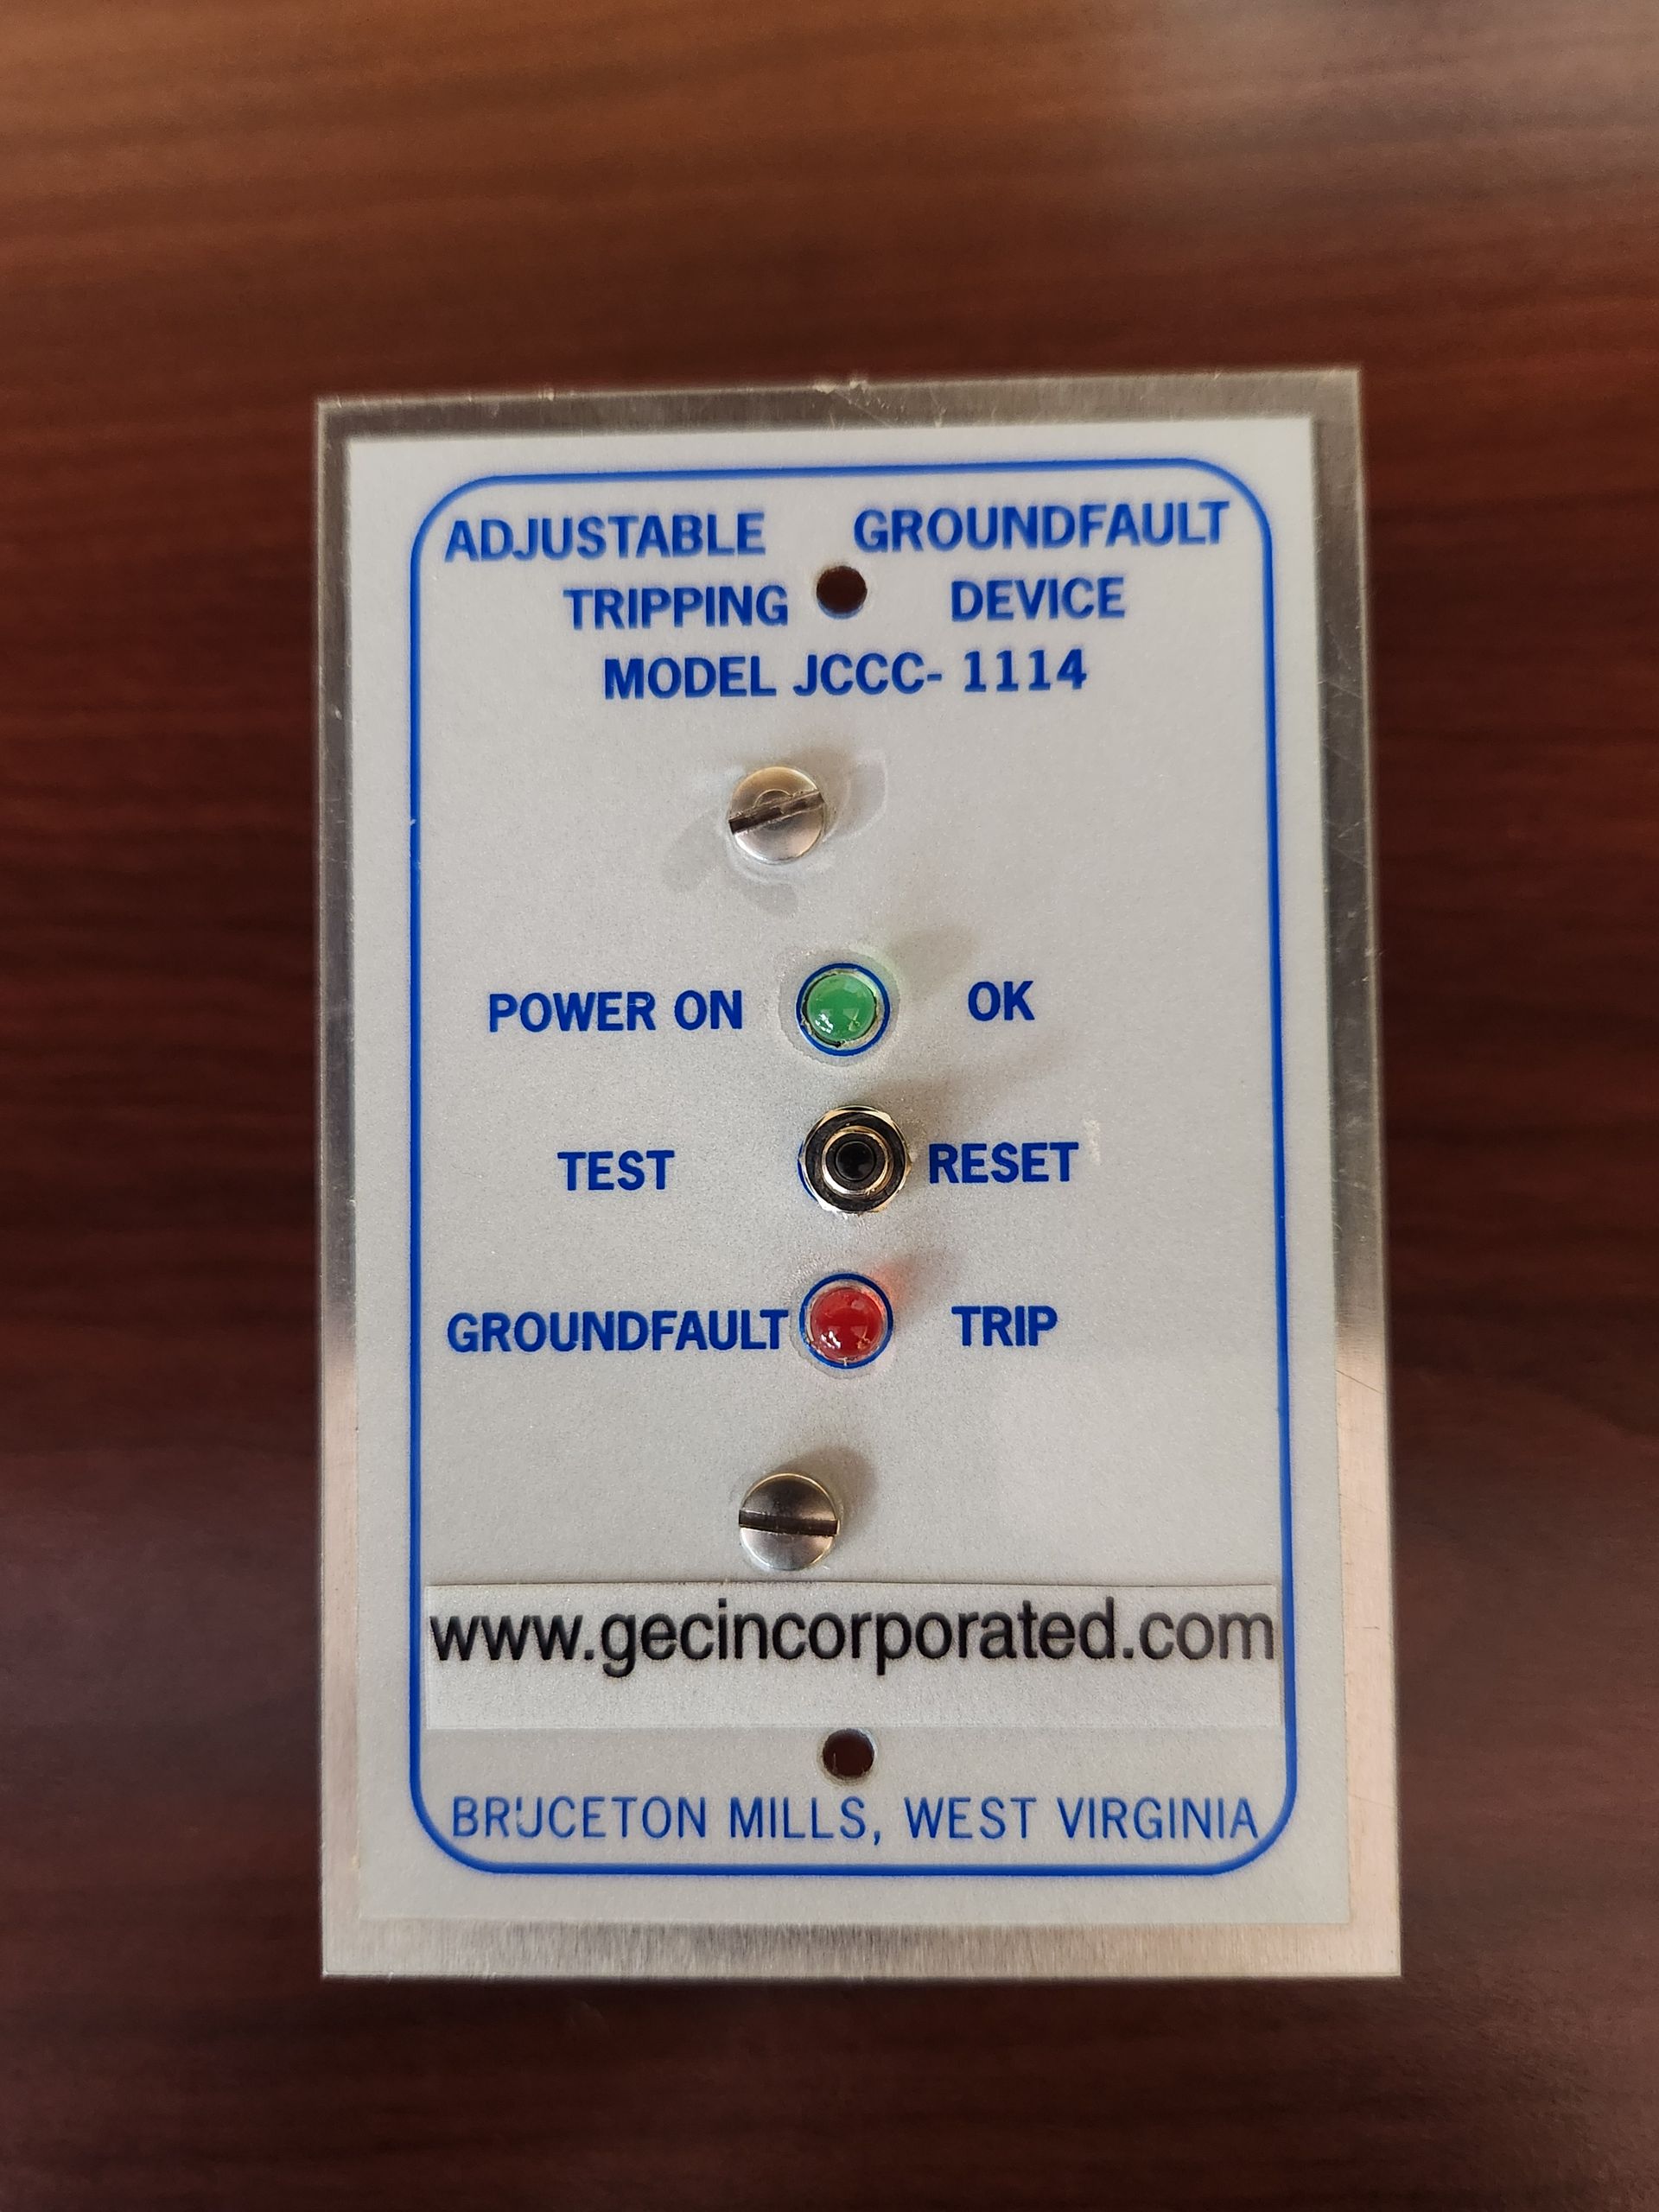 ADJUSTABLE GROUNDFAULT
TRIPPING DEVICE
MODEL JCCC- 1114
POWER ON OK
TEST RESET
GROUNDFAULT TRIP
www.gecincorporated.com
BRUCETON MILLS, WEST VIRGINIA